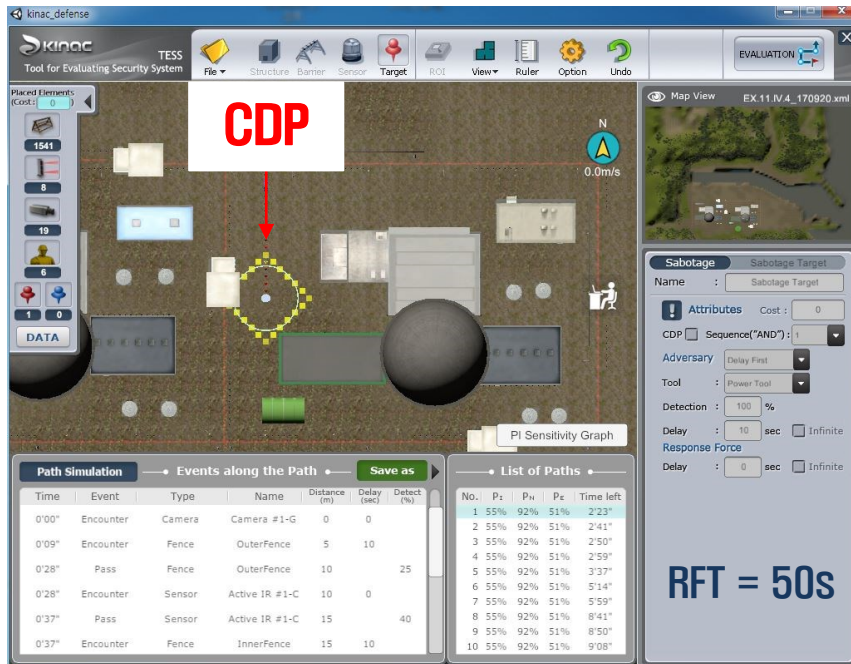 kinac_defense
KINAC
TESS
Tool for Evaluating Security System
File
Structure
Barrier
Sensor
Target
ROI
View
Ruler
Option
Undo
EVALUATION
Placed Elements
(Cost: 0 )
1541
8
19
6
1 0
DATA
CDP
N
0.0m/s
PI Sensitivity Graph
Map View EX.11.IV.4_170920.xml
Sabotage Sabotage Target
Name : Sabotage Target
Attributes Cost : 0
CDP Sequence("AND") : 1
Adversary Delay First
Tool : Power Tool
Detection : 100 %
Delay : 10 sec Infinite
Response Force
Delay : 0 sec Infinite
RFT = 50s
Path Simulation Events along the Path Save as
Time Event Type Name Distance (m) Delay (sec) Detect (%)
0'00" Encounter Camera Camera #1-G 0 0
0'09" Encounter Fence OuterFence 5 10
0'28" Pass Fence OuterFence 10 25
0'28" Encounter Sensor Active IR #1-C 10 0
0'37" Pass Sensor Active IR #1-C 15 40
0'37" Encounter Fence InnerFence 15 10
List of Paths
No. PI PN PE Time left
1 55% 92% 51% 2'23"
2 55% 92% 51% 2'41"
3 55% 92% 51% 2'50"
4 55% 92% 51% 2'59"
5 55% 92% 51% 3'37"
6 55% 92% 51% 5'14"
7 55% 92% 51% 5'59"
8 55% 92% 51% 8'41"
9 55% 92% 51% 8'50"
10 55% 92% 51% 9'08"